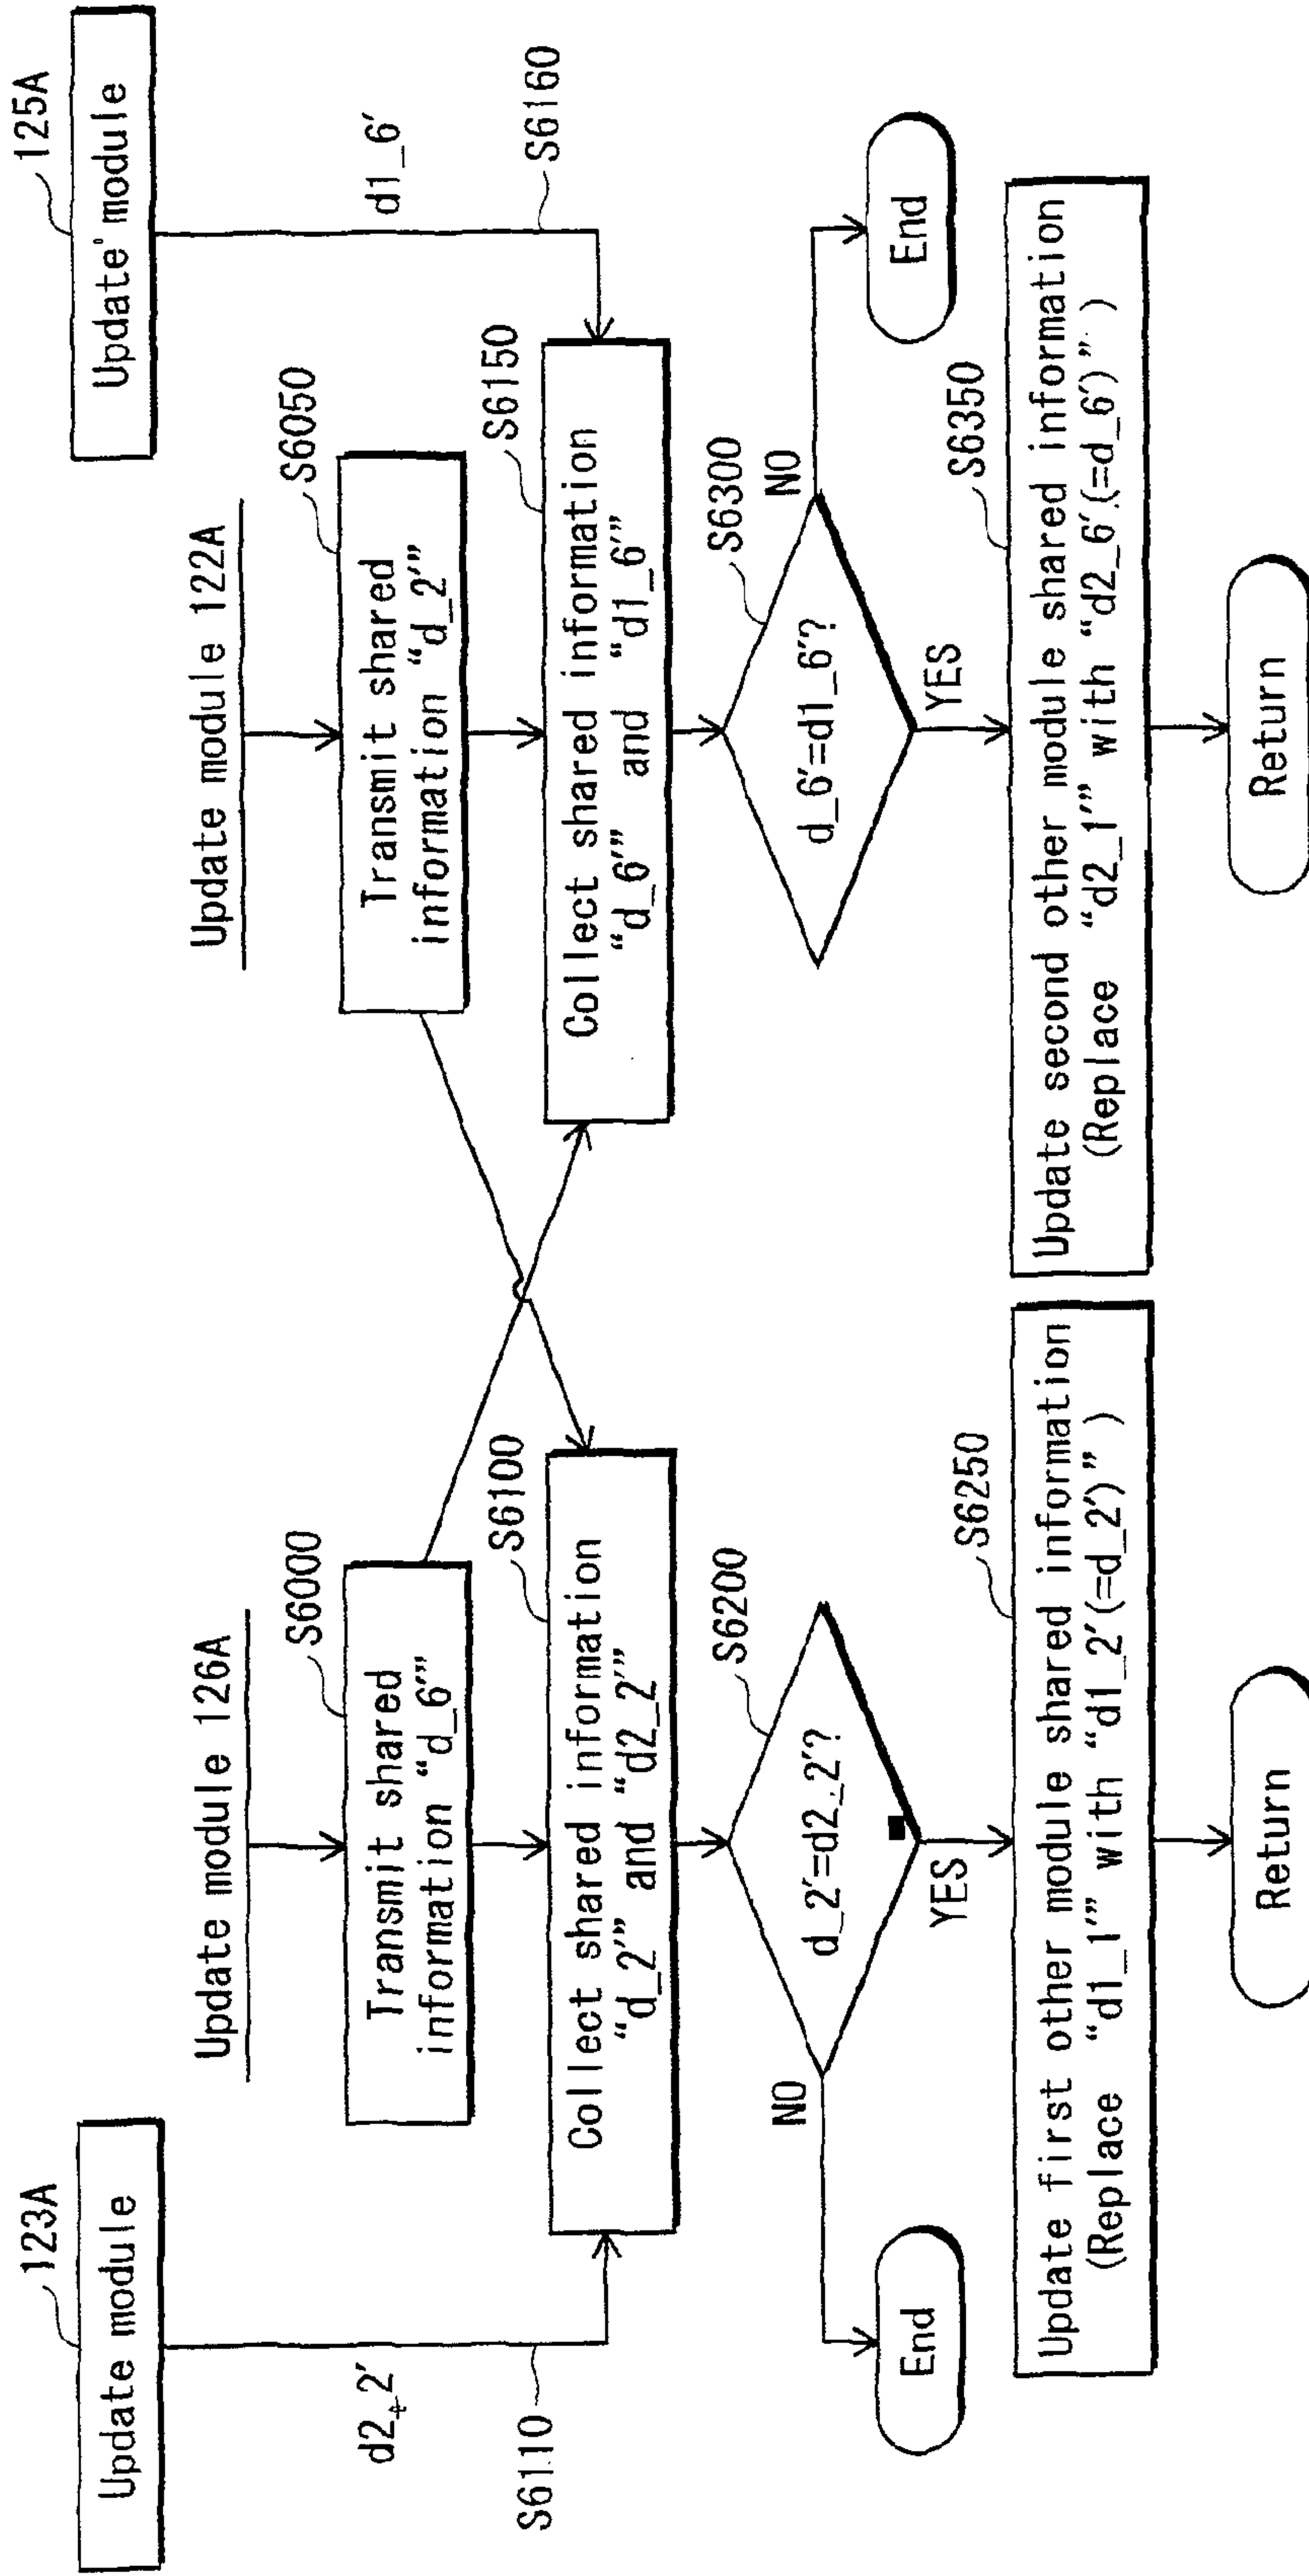 123A
Update module
d2_2'
S6110
Update module 126A
S6000
Transmit shared
information “d_6'”
S6100
Collect shared information
“d_2'” and “d2_2'”
S6200
d_2'=d2_2'?
NO
YES
End
S6250
Update first other module shared information
(Replace “d1_1'” with “d1_2'(=d_2')” )
Return
125A
Update' module
d1_6'
S6160
Update module 122A
S6050
Transmit shared
information “d_2'”
S6150
Collect shared information
“d_6'” and “d1_6'”
S6300
d_6'=d1_6'?
NO
YES
End
S6350
Update second other module shared information
(Replace “d2_1'” with “d2_6'(=d_6')” )
Return